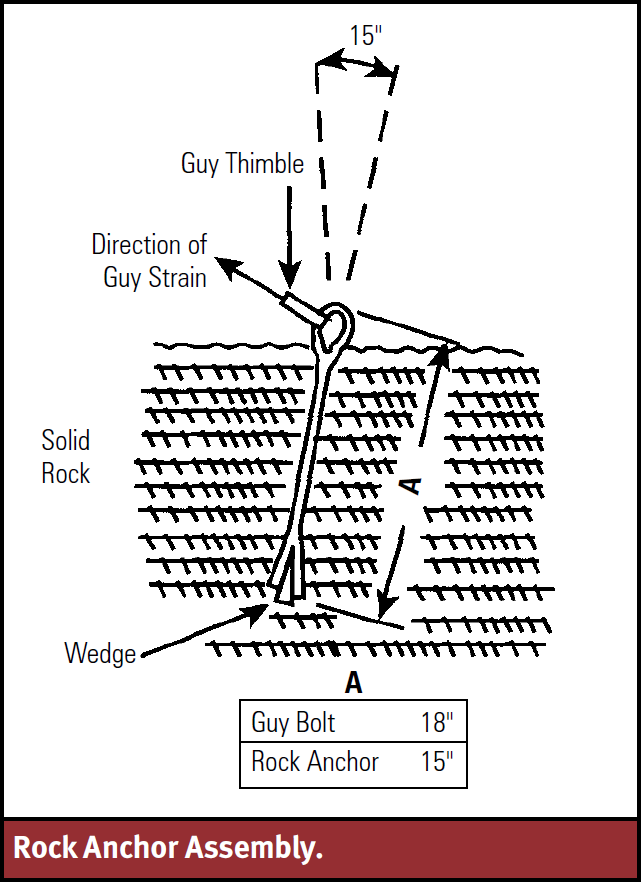 15"
Guy Thimble
Direction of
Guy Strain
Solid
Rock
A
Wedge
A
Guy Bolt 18"
Rock Anchor 15"
Rock Anchor Assembly.